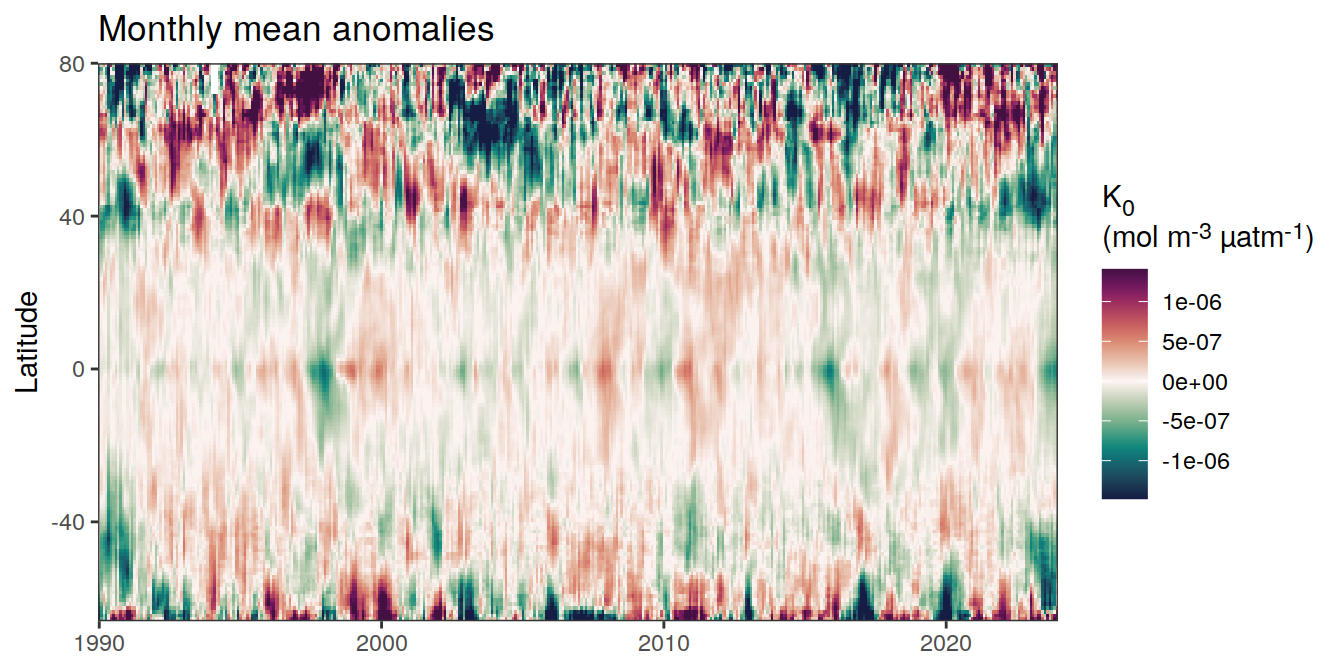 Monthly mean anomalies
80
40
0
-40
Latitude
1990
2000
2010
2020
K₀
(mol m⁻³ μatm⁻¹)
1e-06
5e-07
0e+00
-5e-07
-1e-06